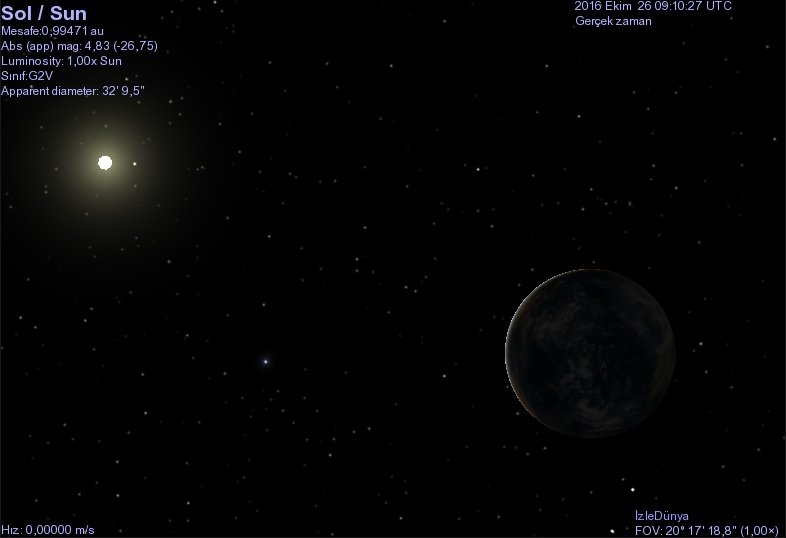 Sol / Sun
Mesafe:0,99471 au
Abs (app) mag: 4,83 (-26,75)
Luminosity: 1,00x Sun
Sınıf:G2V
Apparent diameter: 32' 9,5"
2016 Ekim  26 09:10:27 UTC
Gerçek zaman
Hız: 0,00000 m/s
İzleDünya
FOV: 20° 17' 18,8" (1,00×)